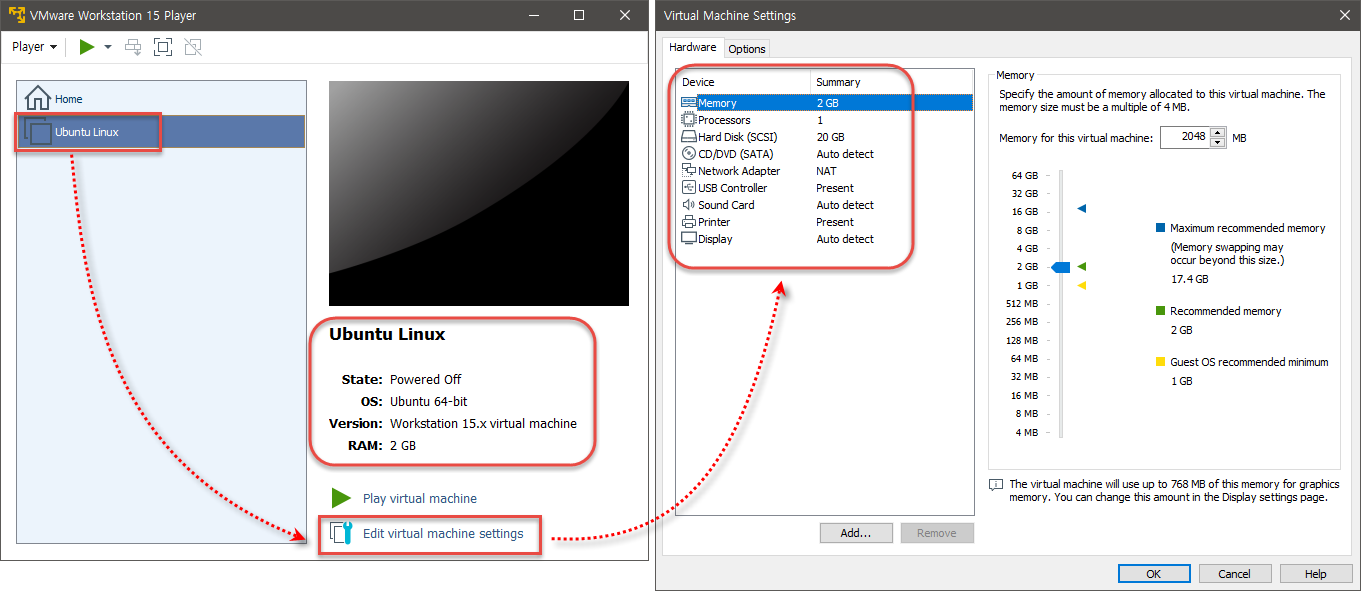 VMware Workstation 15 Player
Player
Home
Ubuntu Linux
Ubuntu Linux
State: Powered Off
OS: Ubuntu 64-bit
Version: Workstation 15.x virtual machine
RAM: 2 GB
Play virtual machine
Edit virtual machine settings
Virtual Machine Settings
Hardware Options
Device Summary
Memory 2 GB
Processors 1
Hard Disk (SCSI) 20 GB
CD/DVD (SATA) Auto detect
Network Adapter NAT
USB Controller Present
Sound Card Auto detect
Printer Present
Display Auto detect
Add...
Remove
Memory
Specify the amount of memory allocated to this virtual machine. The
memory size must be a multiple of 4 MB.
Memory for this virtual machine: 2048 MB
64 GB
32 GB
16 GB
8 GB
4 GB
2 GB
1 GB
512 MB
256 MB
128 MB
64 MB
32 MB
16 MB
8 MB
4 MB
Maximum recommended memory
(Memory swapping may
occur beyond this size.)
17.4 GB
Recommended memory
2 GB
Guest OS recommended minimum
1 GB
The virtual machine will use up to 768 MB of this memory for graphics
memory. You can change this amount in the Display settings page.
OK
Cancel
Help